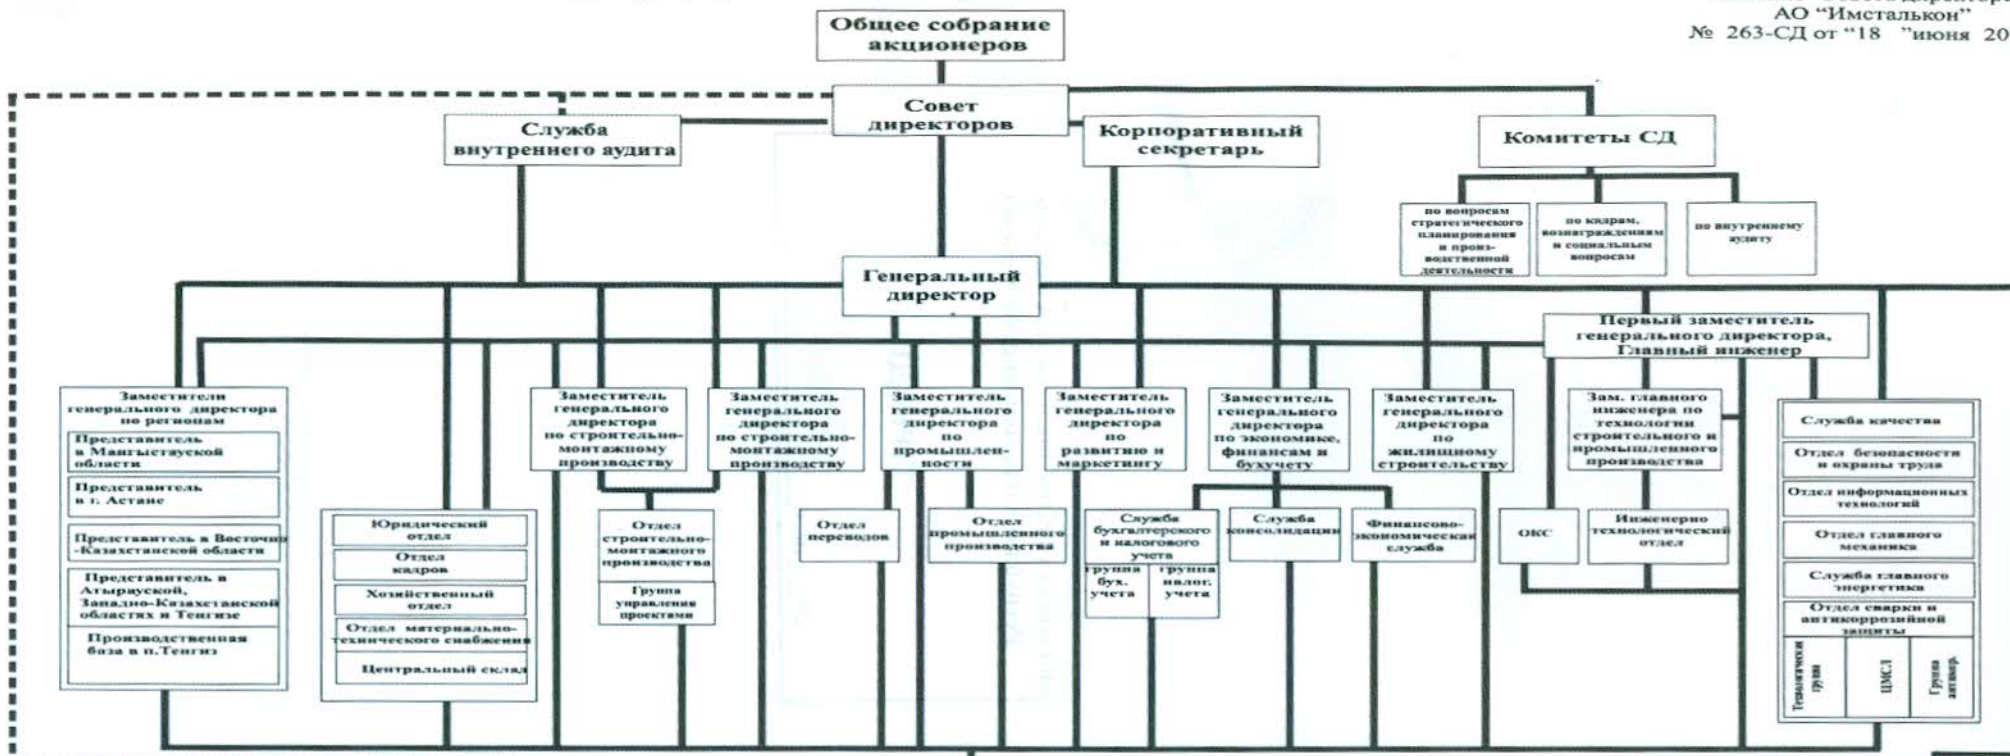 АО “Имсталькон”
№ 263-СД от “18 ”июня 20
Общее собрание
акционеров
Совет
директоров
Служба
внутреннего аудита
Корпоративный
секретарь
Комитеты СД
по вопросам
стратегического
планирования
и произ-
водственной
деятельности
по кадрам,
вознаграждениям
и социальным
вопросам
по внутреннему
аудиту
Генеральный
директор
Первый заместитель
генерального директора,
Главный инженер
Заместители
генерального директора
по регионам
Представитель
в Мангыстауской
области
Представитель
в г. Астане
Представитель в Восточно
-Казахстанской области
Представитель в
Атырауской,
Западно-Казахстанской
областях и Тенгизе
Производственная
база в п.Тенгиз
Юридический
отдел
Отдел
кадров
Хозяйственный
отдел
Отдел материально-
технического снабжения
Центральный склад
Заместитель
генерального
директора
по строительно-
монтажному
производству
Заместитель
генерального
директора
по строительно-
монтажному
производству
Отдел
строительно-
монтажного
производства
Группа
управления
проектами
Заместитель
генерального
директора
по
промышлен-
ности
Отдел
переводов
Отдел
промышленного
производства
Заместитель
генерального
директора
по
развитию и
маркетингу
Заместитель
генерального
директора
по экономике,
финансам и
бухучету
Служба
бухгалтерского
и налогового
учета
группа
бух.
учета
группа
налог.
учета
Служба
консолидации
Финансово-
экономическая
служба
Заместитель
генерального
директора
по
жилищному
строительству
Зам. главного
инженера по
технологии
строительного и
промышленного
производства
ОКС
Инженерно
технологический
отдел
Служба качества
Отдел безопасности
и охраны труда
Отдел информационных
технологий
Отдел главного
механика
Служба главного
энергетика
Отдел сварки и
антикоррозийной
защиты
Технологическая
группа
ЦМСЛ
Группа
антикор.